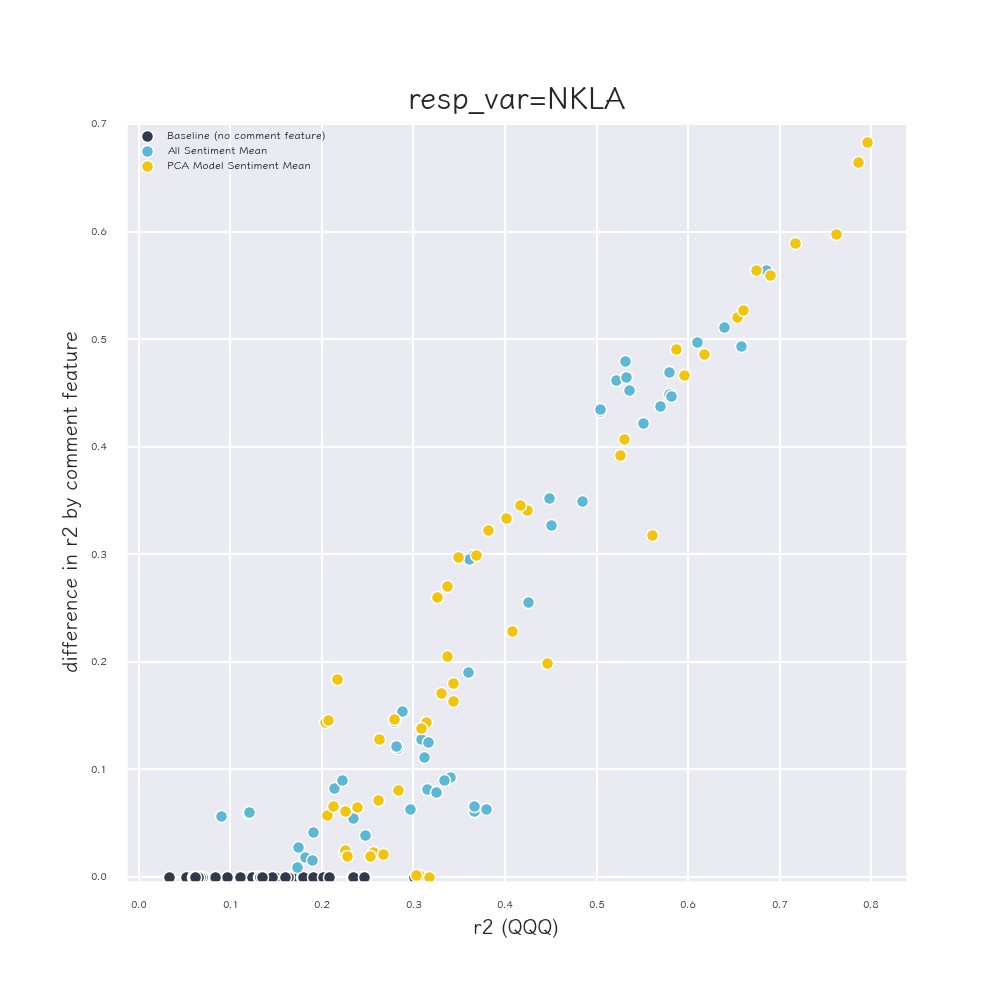 resp_var=NKLA
Baseline (no comment feature)
All Sentiment Mean
PCA Model Sentiment Mean
difference in r2 by comment feature
0.7
0.6
0.5
0.4
0.3
0.2
0.1
0.0
0.0 0.1 0.2 0.3 0.4 0.5 0.6 0.7 0.8
r2 (QQQ)